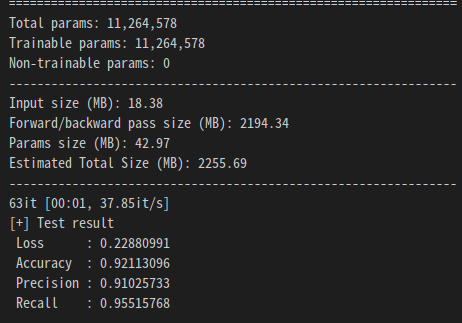 ================================================================
Total params: 11,264,578
Trainable params: 11,264,578
Non-trainable params: 0
----------------------------------------------------------------
Input size (MB): 18.38
Forward/backward pass size (MB): 2194.34
Params size (MB): 42.97
Estimated Total Size (MB): 2255.69
----------------------------------------------------------------
63it [00:01, 37.85it/s]
[+] Test result
Loss : 0.22880991
Accuracy : 0.92113096
Precision : 0.91025733
Recall : 0.95515768